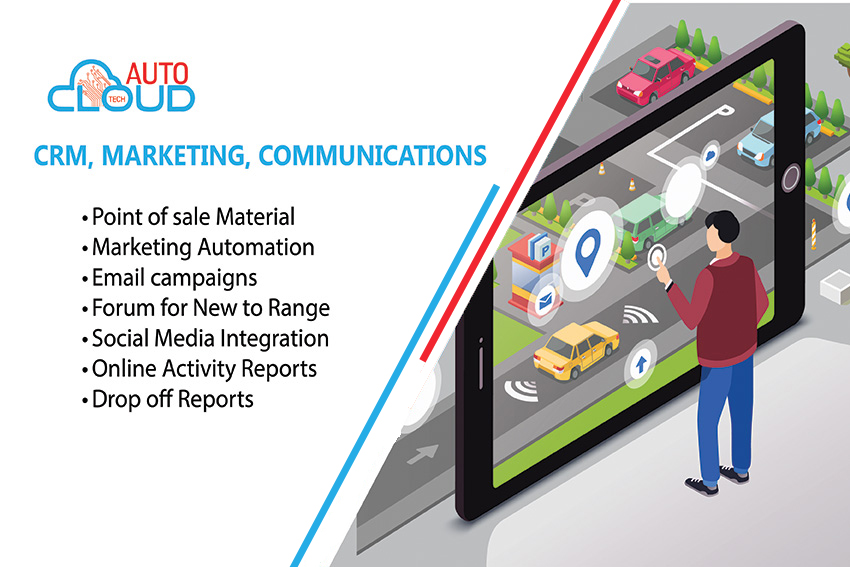 AUTO
CLOUD
TECH
CRM, MARKETING, COMMUNICATIONS
• Point of sale Material
• Marketing Automation
• Email campaigns
• Forum for New to Range
• Social Media Integration
• Online Activity Reports
• Drop off Reports
P
P